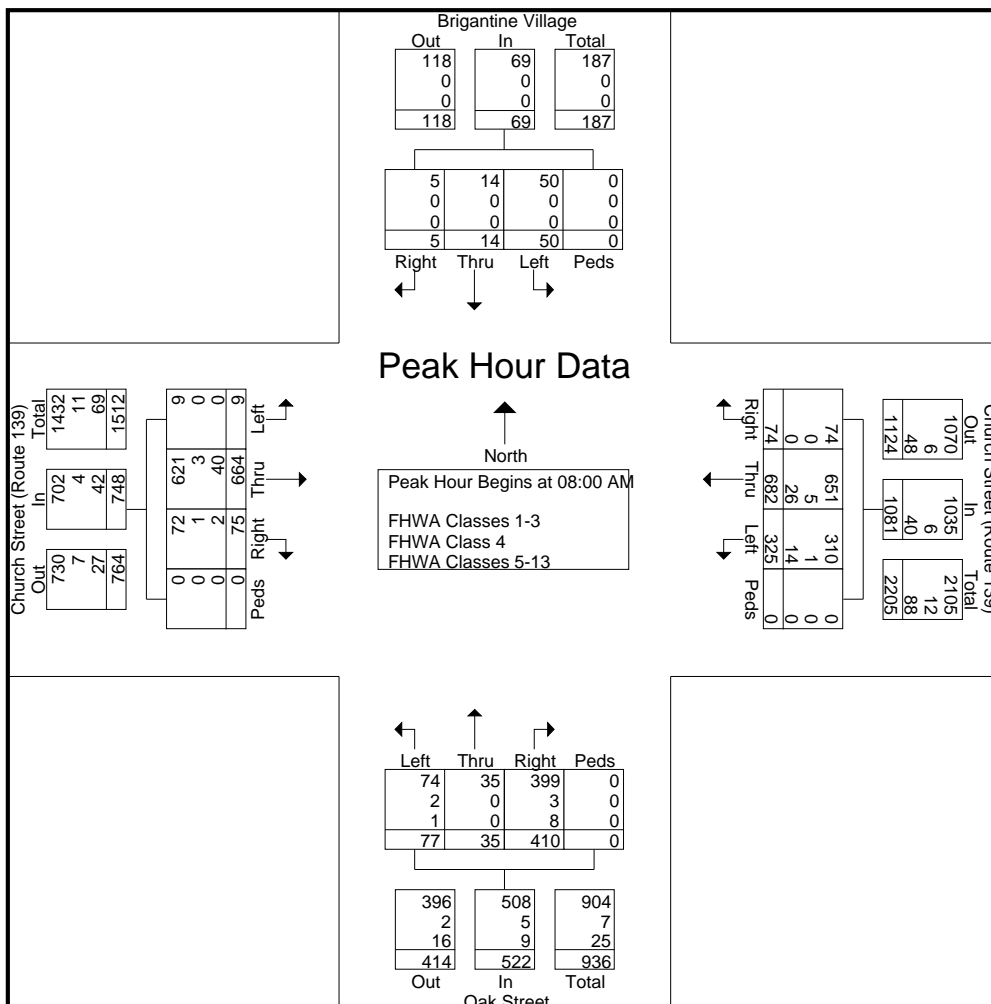 Brigantine Village
Out In Total
118 69 187
0 0 0
0 0 0
118 69 187
5 14 50 0
0 0 0 0
0 0 0 0
5 14 50 0
Right Thru Left Peds
Peak Hour Data
North
Peak Hour Begins at 08:00 AM
FHWA Classes 1-3
FHWA Class 4
FHWA Classes 5-13
Church Street (Route 139)
Out In Total
730 702 1432
7 4 11
27 42 69
764 748 1512
0 72 621 9
0 1 3 0
0 2 40 0
0 75 664 9
Peds Right Thru Left
Church Street (Route 139)
Out In Total
1070 1035 2105
6 6 12
48 40 88
1124 1081 2205
74 651 310 0
0 5 1 0
0 26 14 0
74 682 325 0
Right Thru Left Peds
Left Thru Right Peds
74 35 399 0
2 0 3 0
1 0 8 0
77 35 410 0
396 508 904
2 5 7
16 9 25
414 522 936
Out In Total
Oak Street